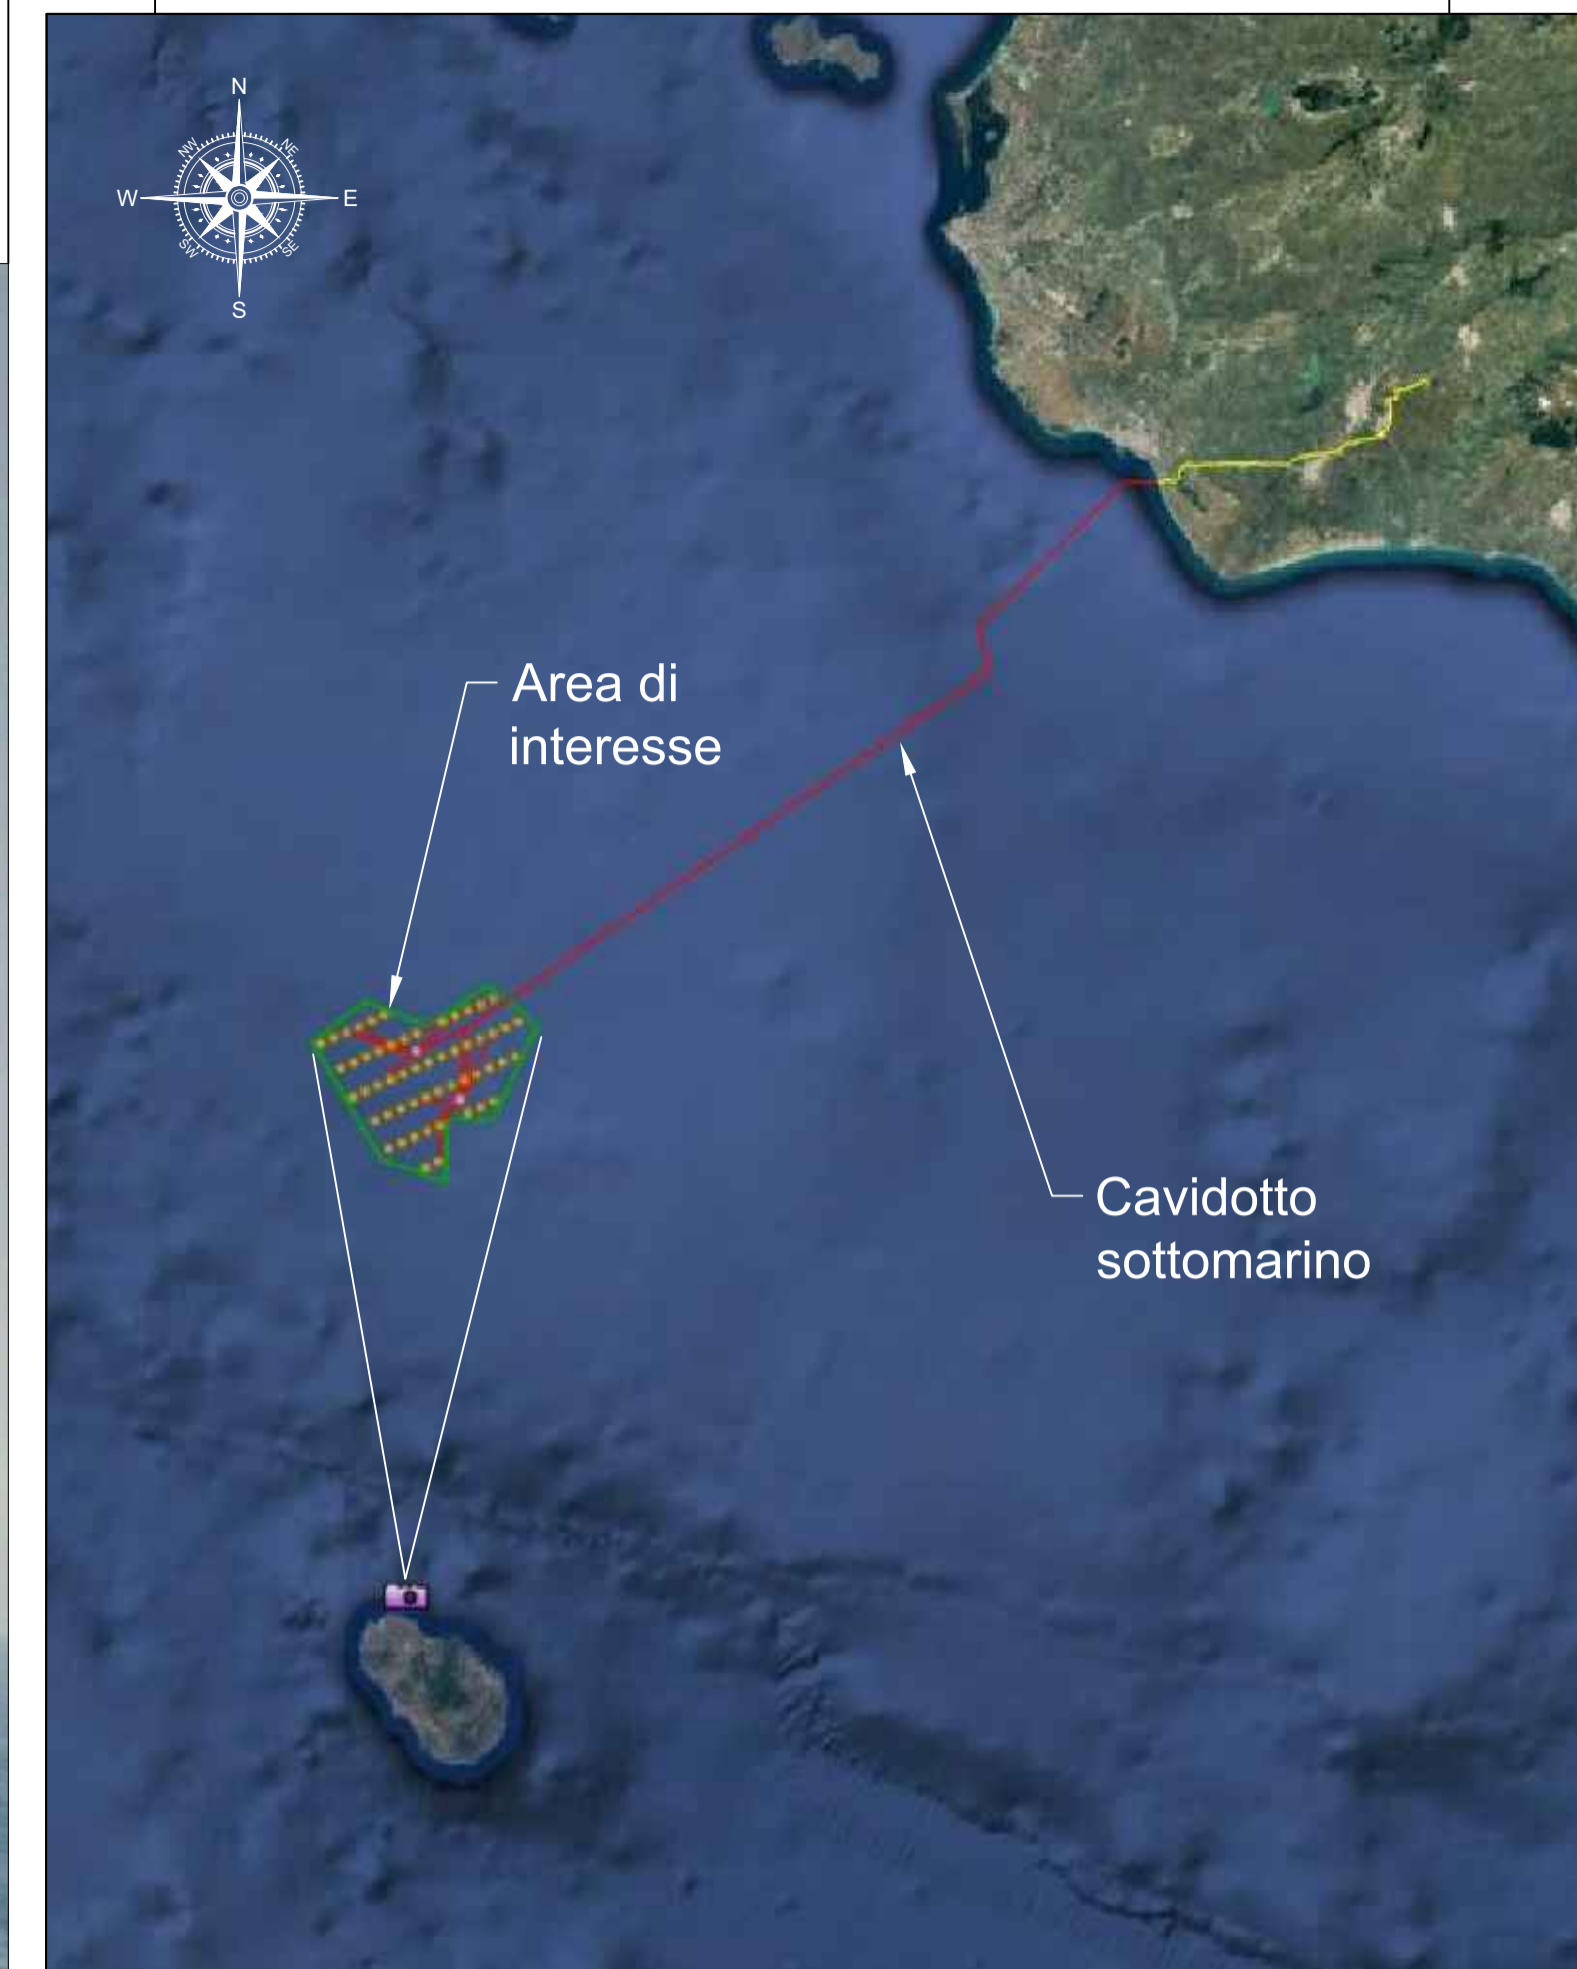 N
NW
NE
W
E
SW
SE
S
Area di
interesse
Cavidotto
sottomarino